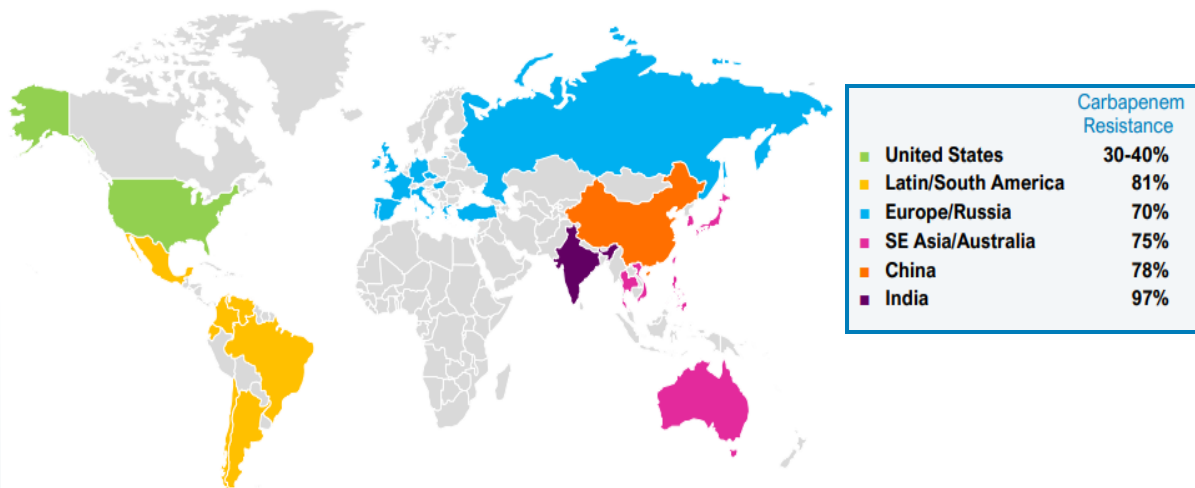 Carbapenem
Resistance
United States 30-40%
Latin/South America 81%
Europe/Russia 70%
SE Asia/Australia 75%
China 78%
India 97%